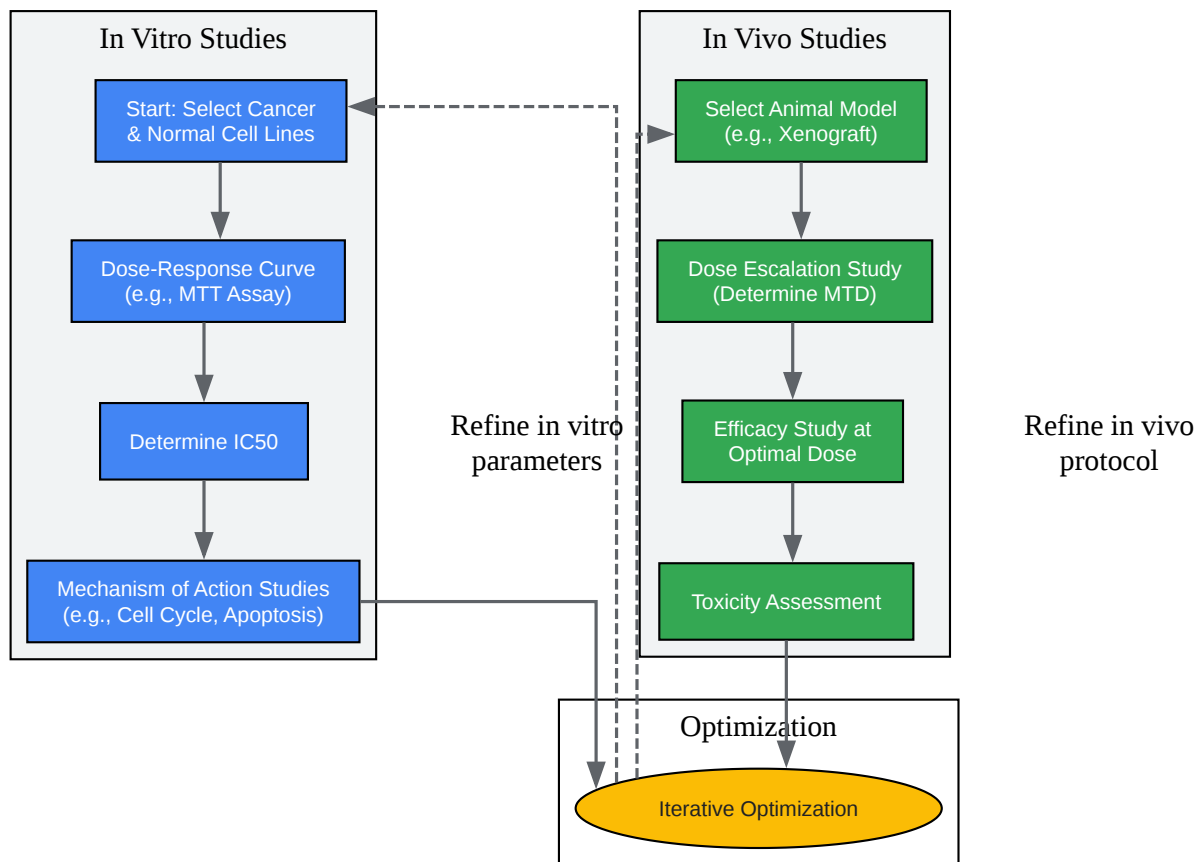 In Vitro Studies
Start: Select Cancer
& Normal Cell Lines
Dose-Response Curve
(e.g., MTT Assay)
Determine IC50
Mechanism of Action Studies
(e.g., Cell Cycle, Apoptosis)
Refine in vitro
parameters
In Vivo Studies
Select Animal Model
(e.g., Xenograft)
Dose Escalation Study
(Determine MTD)
Efficacy Study at
Optimal Dose
Toxicity Assessment
Refine in vivo
protocol
Optimization
Iterative Optimization